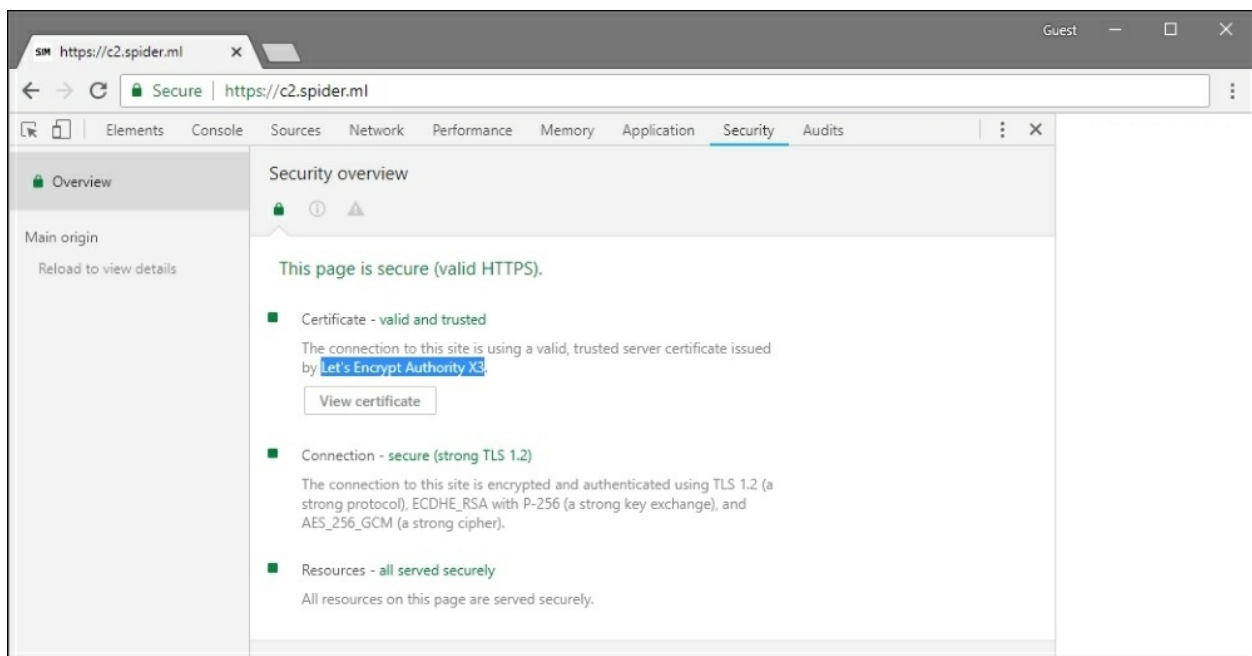 Guest
SIM https://c2.spider.ml
Secure https://c2.spider.ml
Elements Console Sources Network Performance Memory Application Security Audits
Overview
Main origin
Reload to view details
Security overview
This page is secure (valid HTTPS).
Certificate - valid and trusted
The connection to this site is using a valid, trusted server certificate issued
by Let's Encrypt Authority X3.
View certificate
Connection - secure (strong TLS 1.2)
The connection to this site is encrypted and authenticated using TLS 1.2 (a
strong protocol), ECDHE_RSA with P-256 (a strong key exchange), and
AES_256_GCM (a strong cipher).
Resources - all served securely
All resources on this page are served securely.